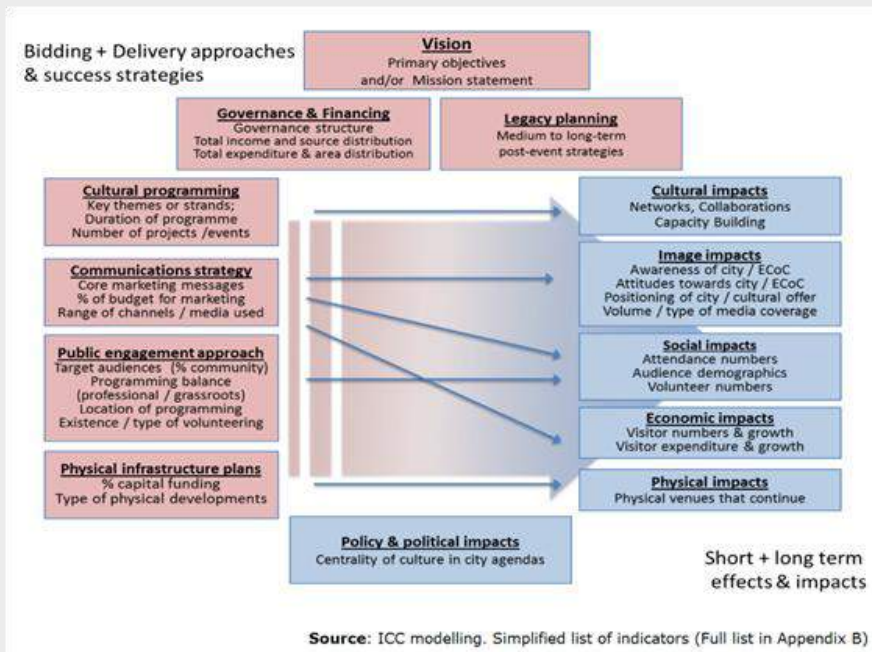 Bidding + Delivery approaches
& success strategies
Vision
Primary objectives
and/or Mission statement
Governance & Financing
Governance structure
Total income and source distribution
Total expenditure & area distribution
Legacy planning
Medium to long-term
post-event strategies
Cultural programming
Key themes or strands;
Duration of programme
Number of projects /events
Communications strategy
Core marketing messages
% of budget for marketing
Range of channels / media used
Public engagement approach
Target audiences (% community)
Programming balance
(professional / grassroots)
Location of programming
Existence / type of volunteering
Physical infrastructure plans
% capital funding
Type of physical developments
Cultural impacts
Networks, Collaborations
Capacity Building
Image impacts
Awareness of city / ECoC
Attitudes towards city / ECoC
Positioning of city / cultural offer
Volume / type of media coverage
Social impacts
Attendance numbers
Audience demographics
Volunteer numbers
Economic impacts
Visitor numbers & growth
Visitor expenditure & growth
Physical impacts
Physical venues that continue
Policy & political impacts
Centrality of culture in city agendas
Short + long term
effects & impacts
Source: ICC modelling. Simplified list of indicators (Full list in Appendix B)